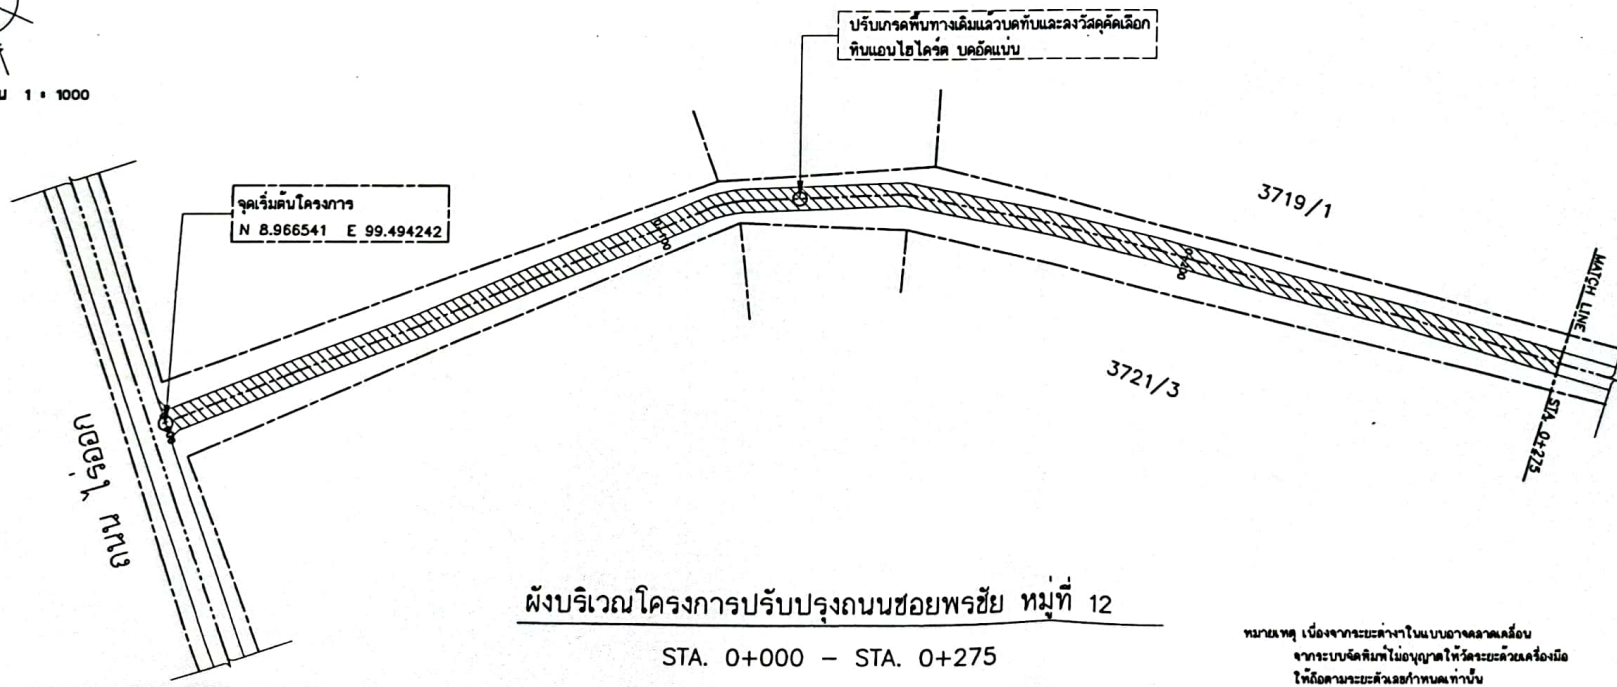 1 : 1000
ปรับเกรดพื้นทางเดิมแล้วบดทับและลงวัสดุคัดเลือก
หินแอนไฮไดร์ต บดอัดแน่น
จุดเริ่มต้นโครงการ
N 8.966541 E 99.494242
3719/1
0+200
MATCH LINE
3721/3
STA. 0+275
ถนน
ผังบริเวณโครงการปรับปรุงถนนซอยพรชัย หมู่ที่ 12
STA. 0+000 – STA. 0+275
หมายเหตุ เนื่องจากระยะต่างๆในแบบอาจคลาดเคลื่อน
จากระบบจัดพิมพ์ไม่อนุญาตให้วัดระยะด้วยเครื่องมือ
ให้ถือตามระยะตัวเลขกำหนดเท่านั้น